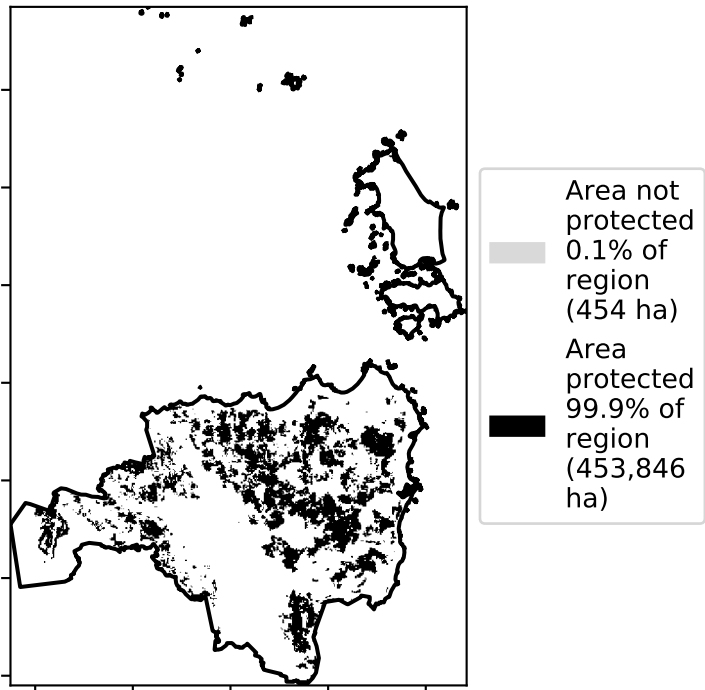 Area not
protected
0.1% of
region
(454 ha)
Area
protected
99.9% of
region
(453,846
ha)